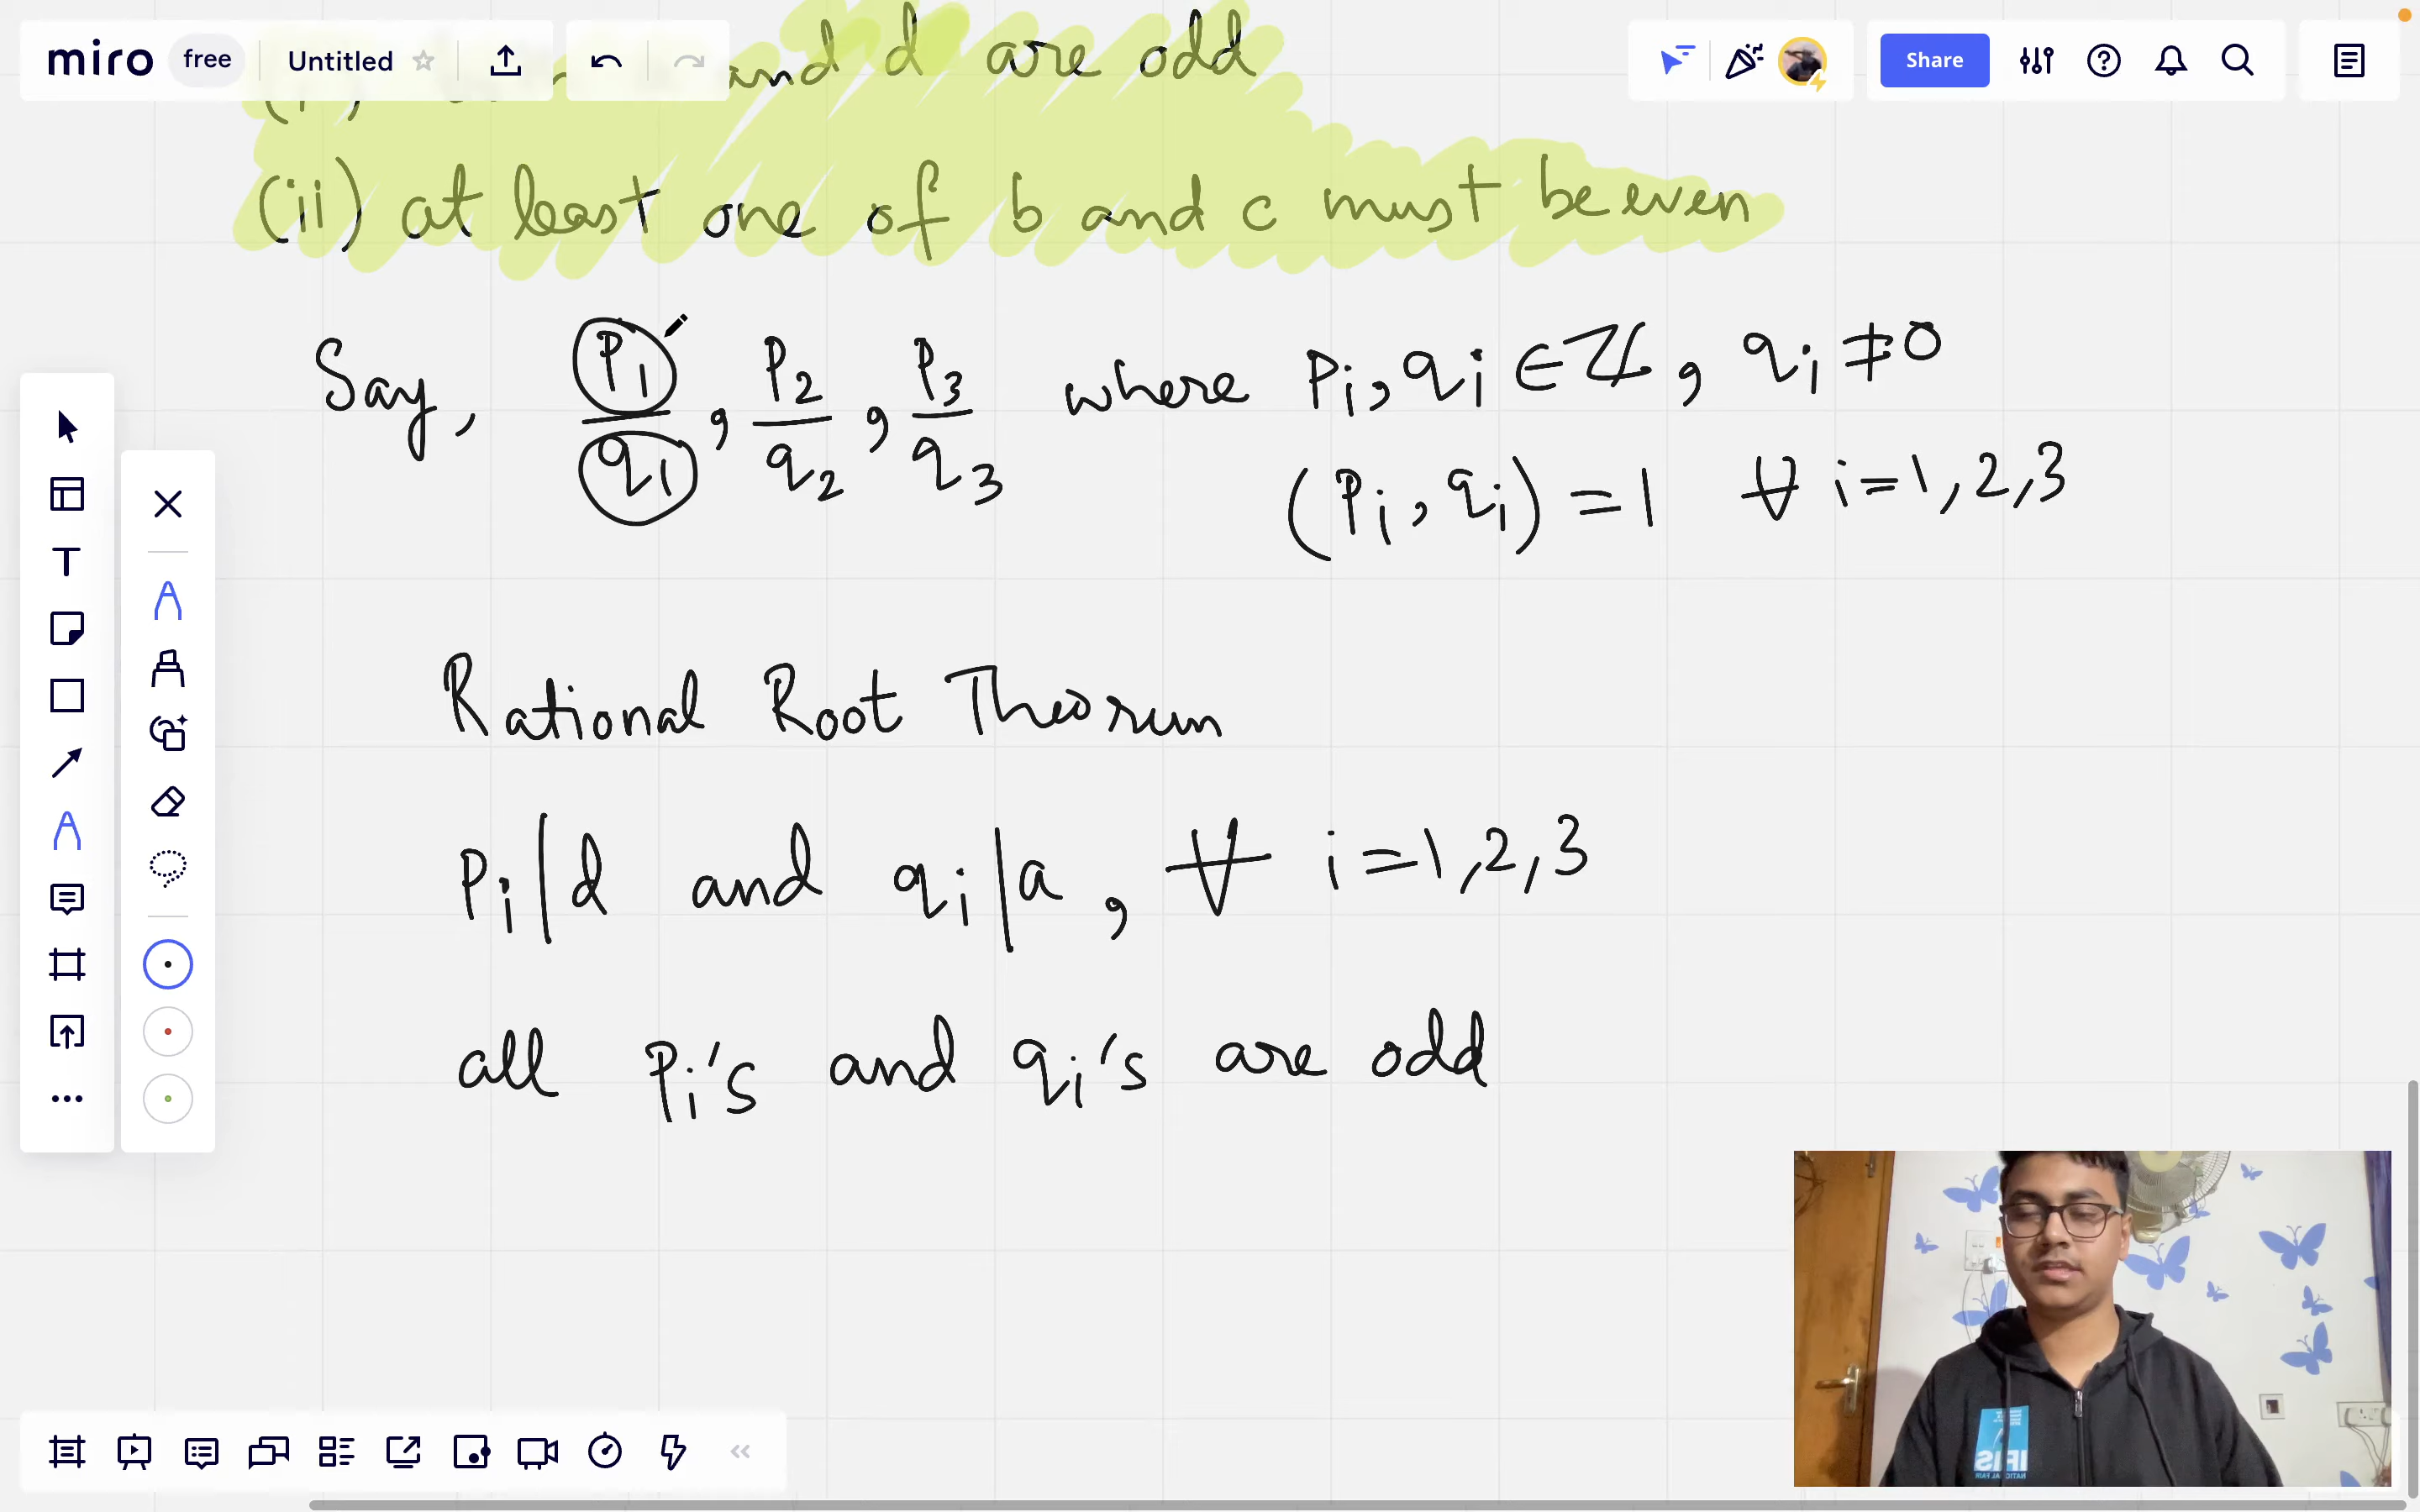 miro free Untitled Share
and d are odd
(ii) at least one of b and c must be even
Say, P1/q1, P2/q2, P3/q3 where Pi, qi ∈ ℤ, qi ≠ 0
(Pi, qi) = 1 ∀ i=1,2,3
Rational Root Theorem
Pi|d and qi|a, ∀ i=1,2,3
all Pi's and qi's are odd